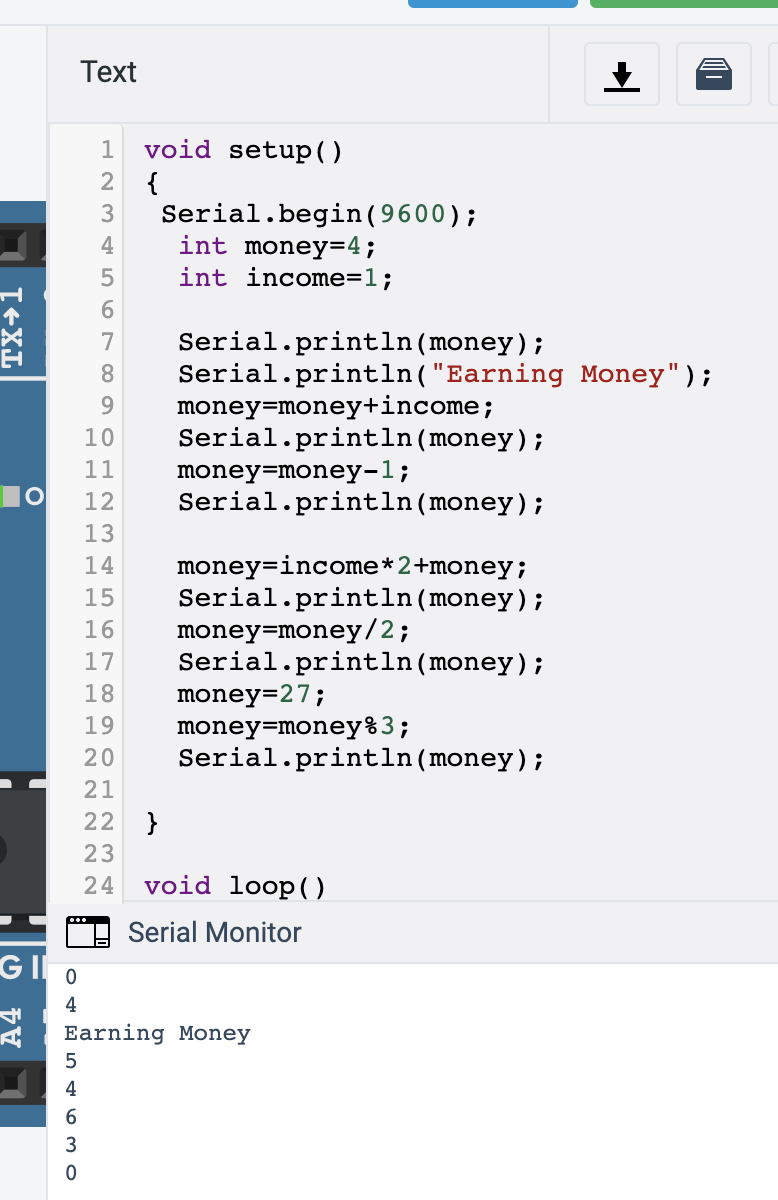 Text
1 void setup()
2 {
3  Serial.begin(9600);
4   int money=4;
5   int income=1;
6
7   Serial.println(money);
8   Serial.println("Earning Money");
9   money=money+income;
10   Serial.println(money);
11   money=money-1;
12   Serial.println(money);
13
14   money=income*2+money;
15   Serial.println(money);
16   money=money/2;
17   Serial.println(money);
18   money=27;
19   money=money%3;
20   Serial.println(money);
21
22 }
23
24 void loop()
TX→1
Serial Monitor
0
4
Earning Money
5
4
6
3
0
A4